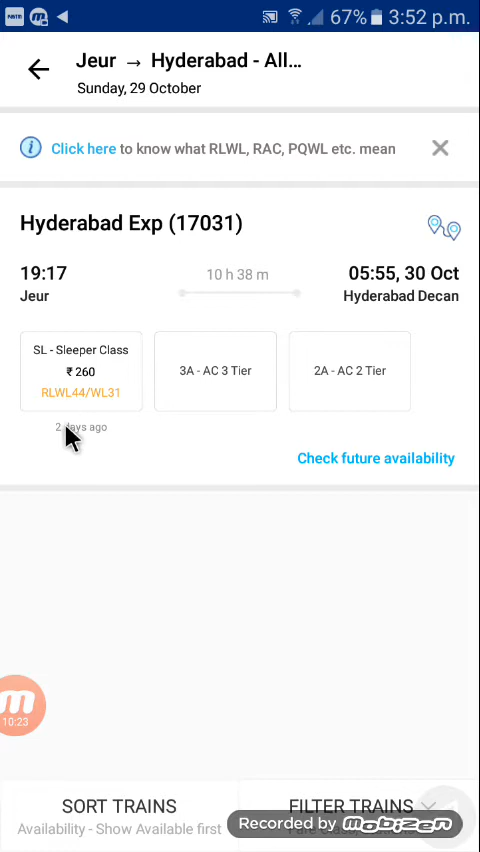 Paytm
67% 3:52 p.m.
Jeur → Hyderabad - All...
Sunday, 29 October
Click here to know what RLWL, RAC, PQWL etc. mean
Hyderabad Exp (17031)
19:17 10 h 38 m 05:55, 30 Oct
Jeur Hyderabad Decan
SL - Sleeper Class
₹ 260
RLWL44/WL31
3A - AC 3 Tier
2A - AC 2 Tier
2 days ago
Check future availability
10:23
SORT TRAINS
Availability - Show Available first
FILTER TRAINS
Recorded by MOBIZEN